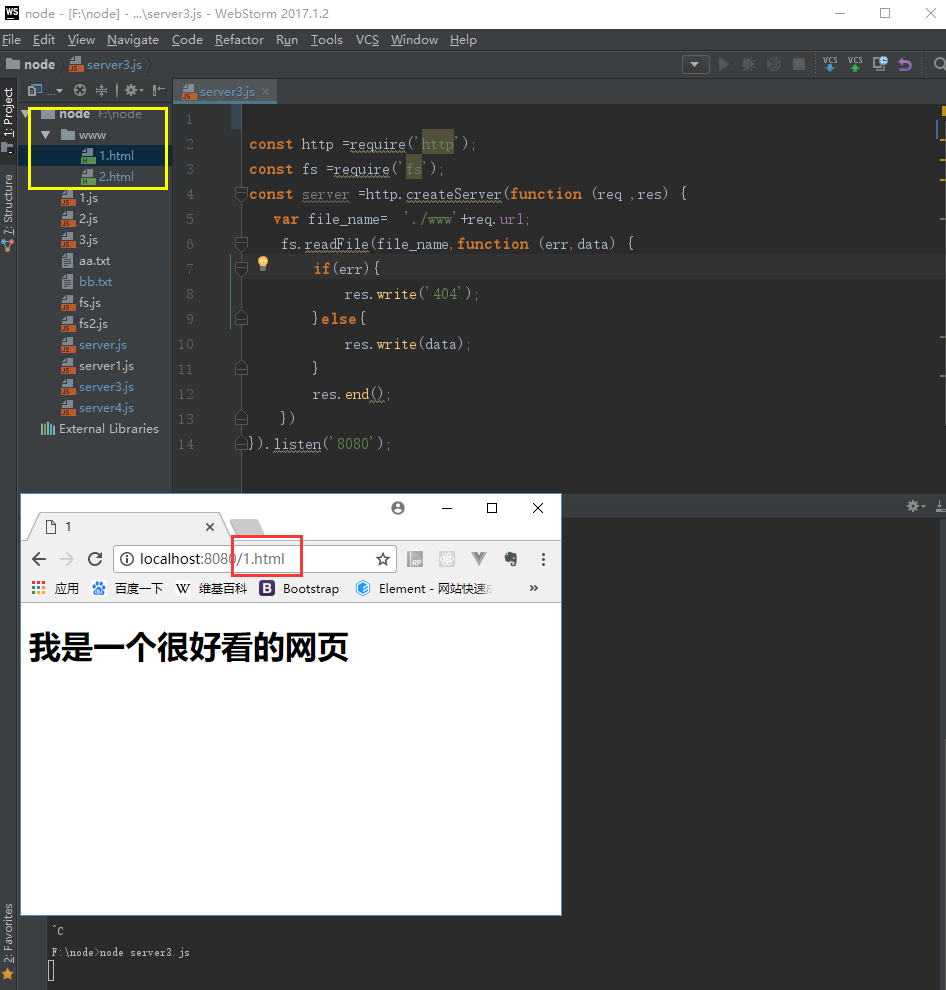 WS node - [F:\node] - ...\server3.js - WebStorm 2017.1.2
File Edit View Navigate Code Refactor Run Tools VCS Window Help
node server3.js VCS VCS
1: Project
7: Structure
2: Favorites
...
node F:\node
www
1.html
2.html
1.js
2.js
3.js
aa.txt
bb.txt
fs.js
fs2.js
server.js
server1.js
server3.js
server4.js
External Libraries
server3.js
1
2 const http =require('http');
3 const fs =require('fs');
4 const server =http.createServer(function (req ,res) {
5 var file_name= './www'+req.url;
6 fs.readFile(file_name,function (err,data) {
7 if(err){
8 res.write('404');
9 }else{
10 res.write(data);
11 }
12 res.end();
13 })
14 }).listen('8080');
1
localhost:8080/1.html
RP
应用 百度一下 W 维基百科 B Bootstrap Element - 网站快速 »
我是一个很好看的网页
^C
F:\node>node server3.js